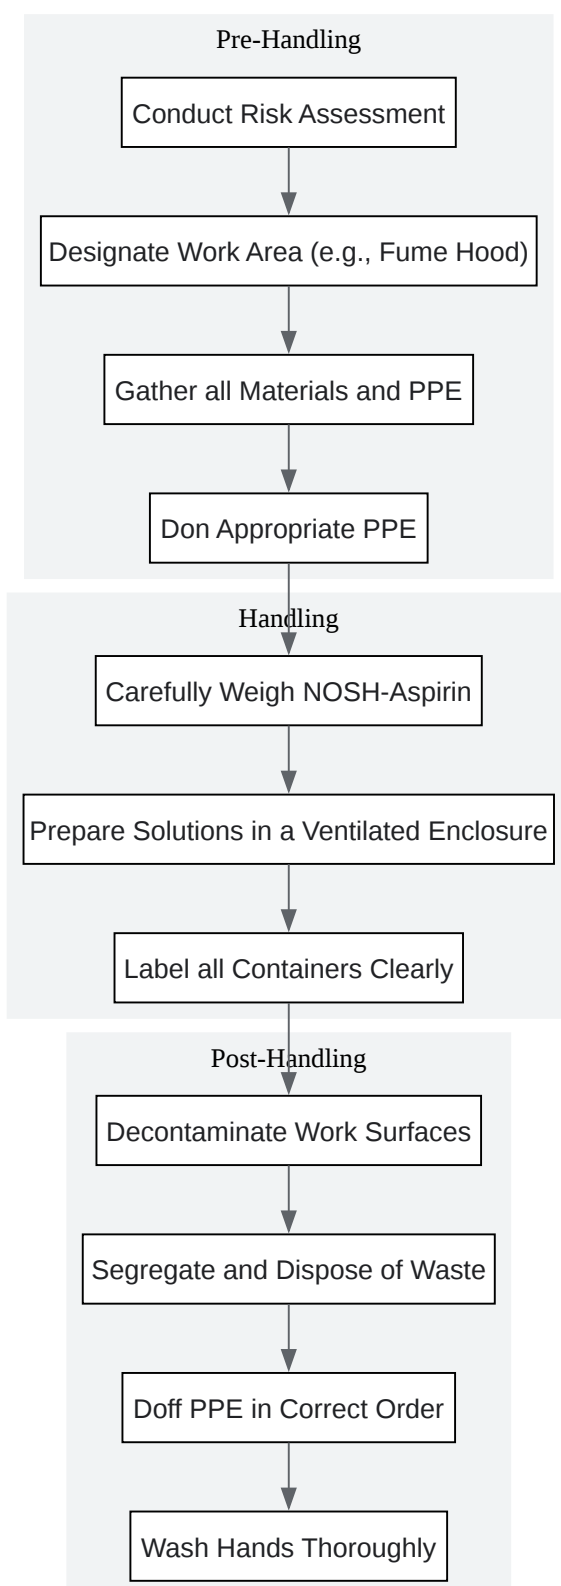 Pre-Handling
Conduct Risk Assessment
Designate Work Area (e.g., Fume Hood)
Gather all Materials and PPE
Don Appropriate PPE
Handling
Carefully Weigh NOSH-Aspirin
Prepare Solutions in a Ventilated Enclosure
Label all Containers Clearly
Post-Handling
Decontaminate Work Surfaces
Segregate and Dispose of Waste
Doff PPE in Correct Order
Wash Hands Thoroughly